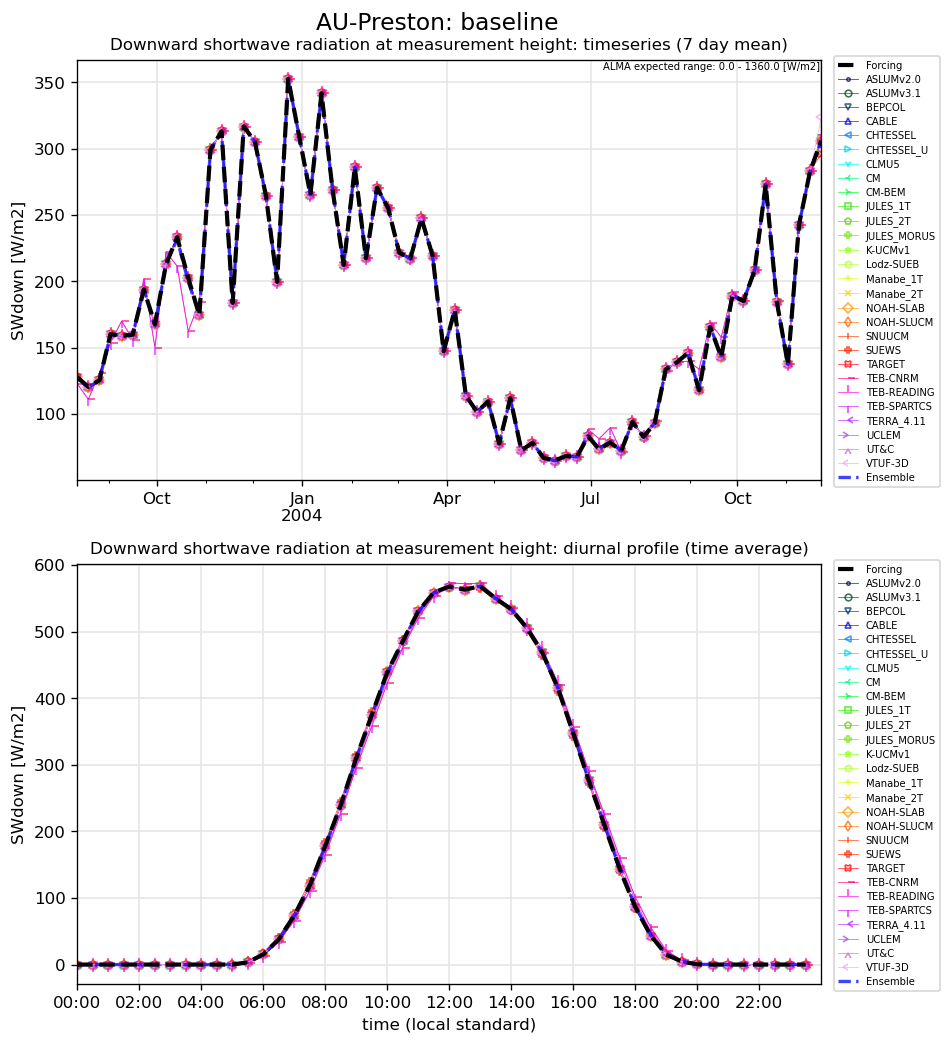 AU-Preston: baseline
Downward shortwave radiation at measurement height: timeseries (7 day mean)
ALMA expected range: 0.0 - 1360.0 [W/m2]
SWdown [W/m2]
350
300
250
200
150
100
Oct
Jan
2004
Apr
Jul
Oct
Forcing
ASLUMv2.0
ASLUMv3.1
BEPCOL
CABLE
CHTESSEL
CHTESSEL_U
CLMU5
CM
CM-BEM
JULES_1T
JULES_2T
JULES_MORUS
K-UCMv1
Lodz-SUEB
Manabe_1T
Manabe_2T
NOAH-SLAB
NOAH-SLUCM
SNUUCM
SUEWS
TARGET
TEB-CNRM
TEB-READING
TEB-SPARTCS
TERRA_4.11
UCLEM
UT&C
VTUF-3D
Ensemble
Downward shortwave radiation at measurement height: diurnal profile (time average)
SWdown [W/m2]
600
500
400
300
200
100
0
00:00
02:00
04:00
06:00
08:00
10:00
12:00
14:00
16:00
18:00
20:00
22:00
time (local standard)
Forcing
ASLUMv2.0
ASLUMv3.1
BEPCOL
CABLE
CHTESSEL
CHTESSEL_U
CLMU5
CM
CM-BEM
JULES_1T
JULES_2T
JULES_MORUS
K-UCMv1
Lodz-SUEB
Manabe_1T
Manabe_2T
NOAH-SLAB
NOAH-SLUCM
SNUUCM
SUEWS
TARGET
TEB-CNRM
TEB-READING
TEB-SPARTCS
TERRA_4.11
UCLEM
UT&C
VTUF-3D
Ensemble